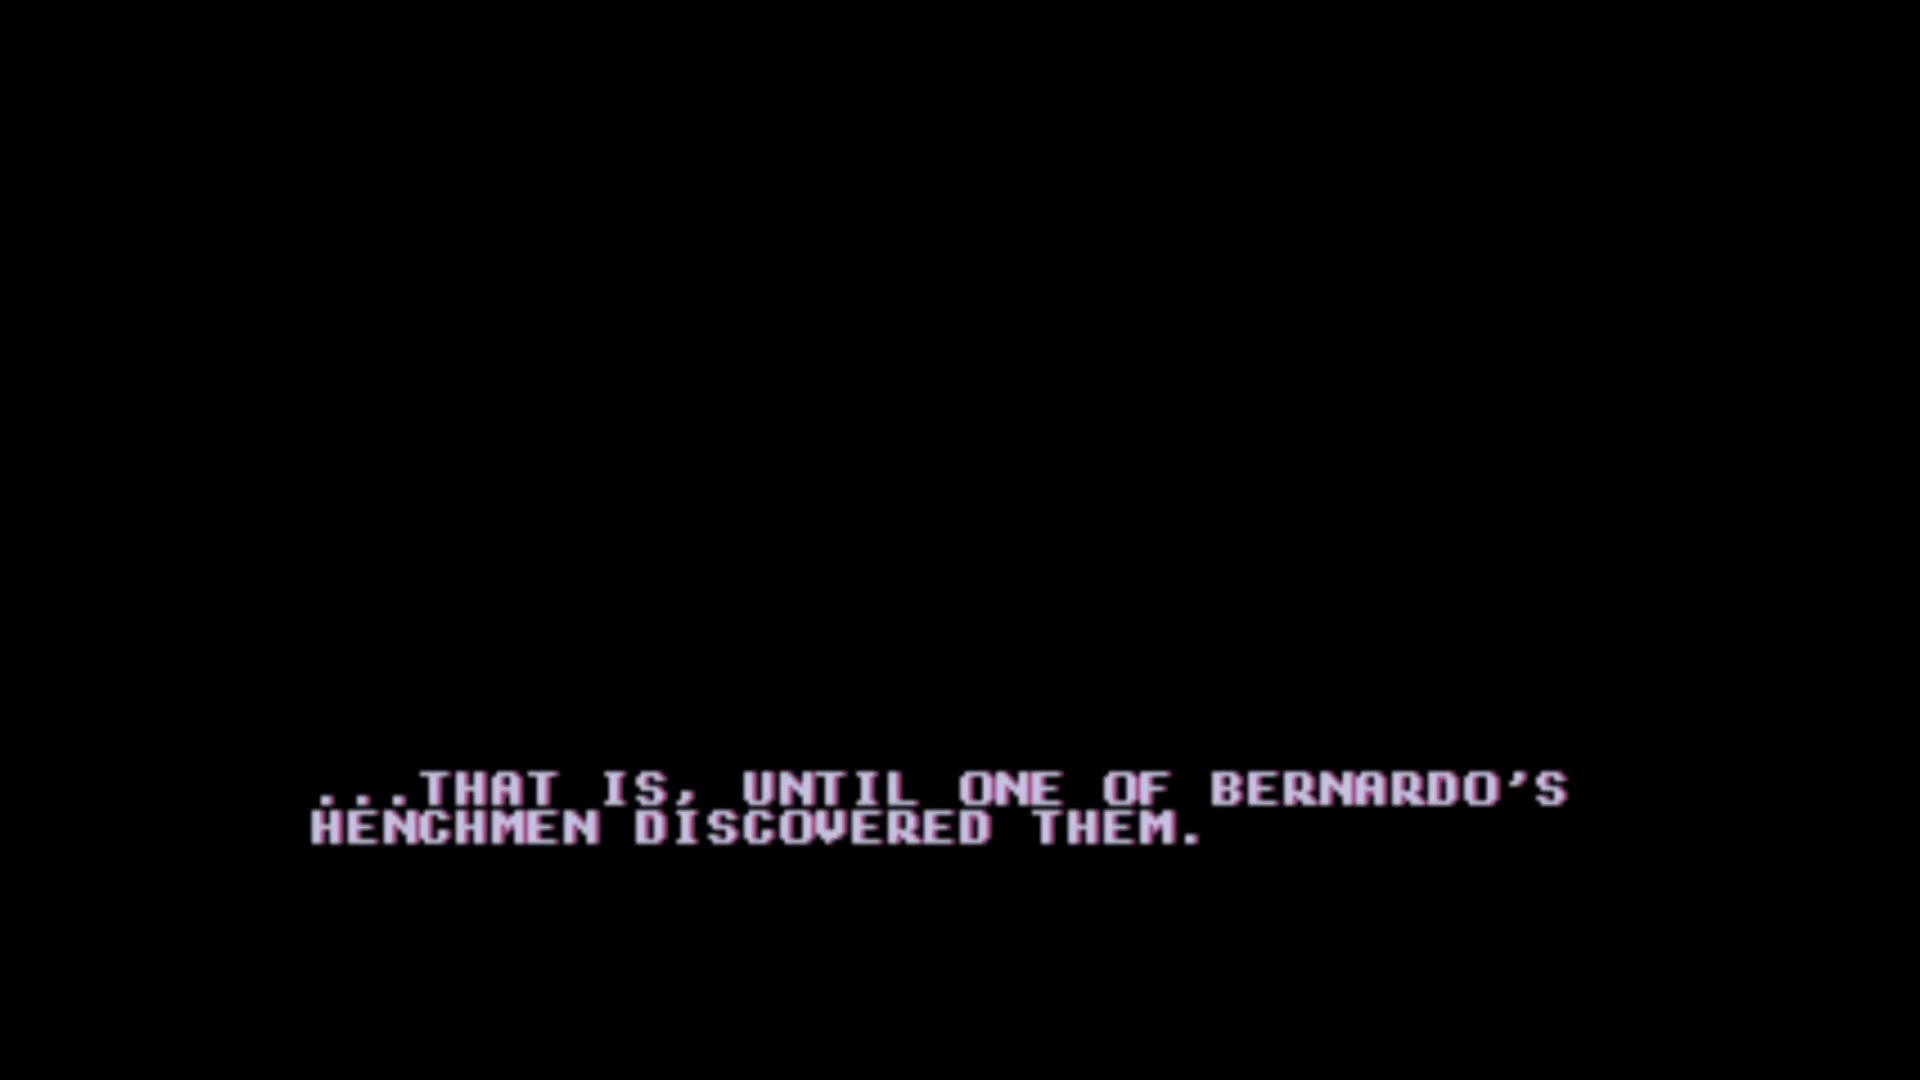 ...THAT IS, UNTIL ONE OF BERNARDO'S
HENCHMEN DISCOVERED THEM.